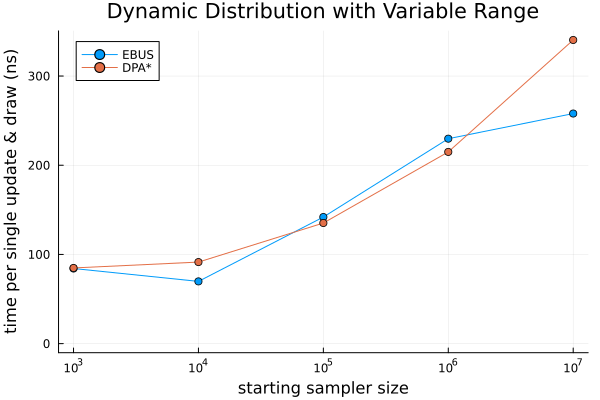 Dynamic Distribution with Variable Range
time per single update & draw (ns)
EBUS
DPA*
300
200
100
0
10³
10⁴
10⁵
10⁶
10⁷
starting sampler size